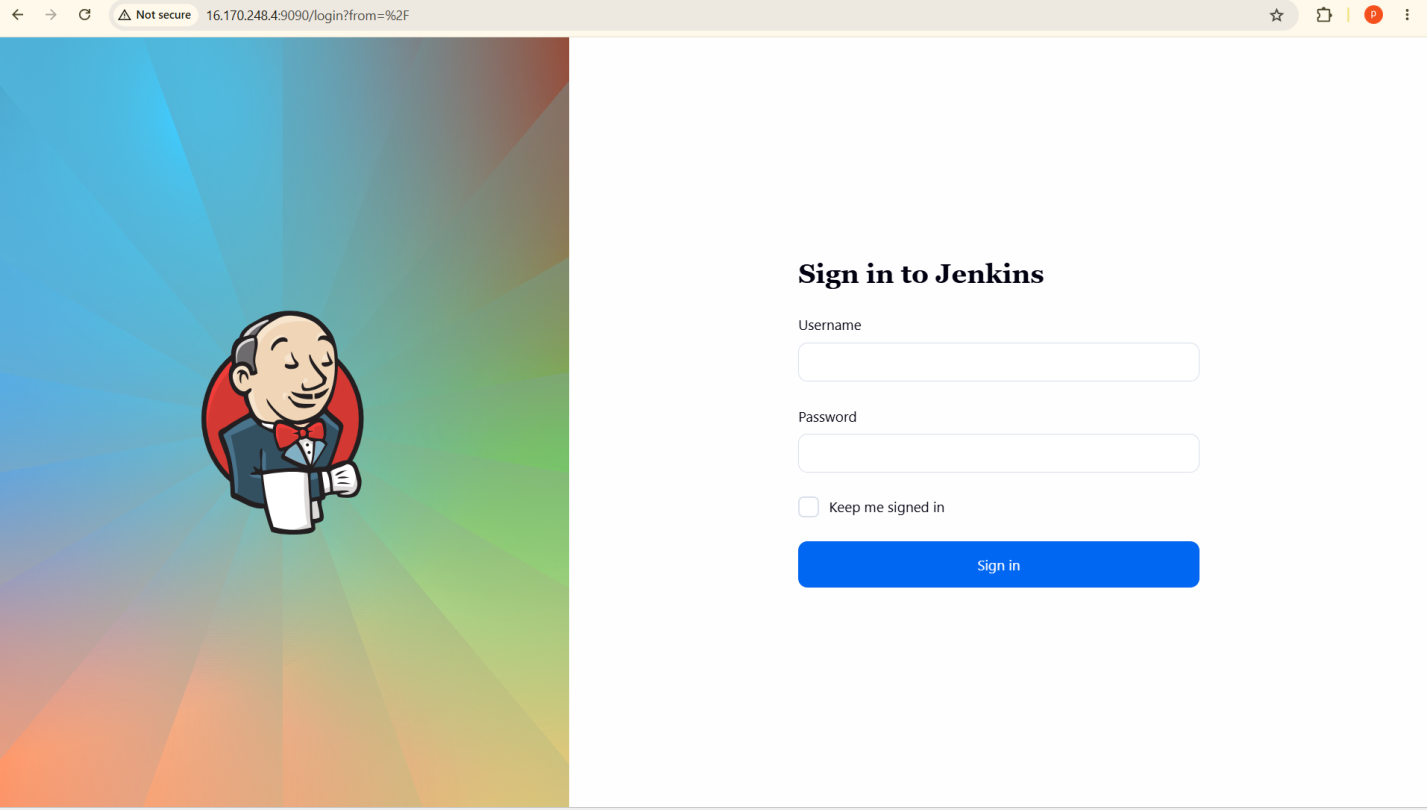 Not secure
16.170.248.4:9090/login?from=%2F
P
Sign in to Jenkins
Username
Password
Keep me signed in
Sign in